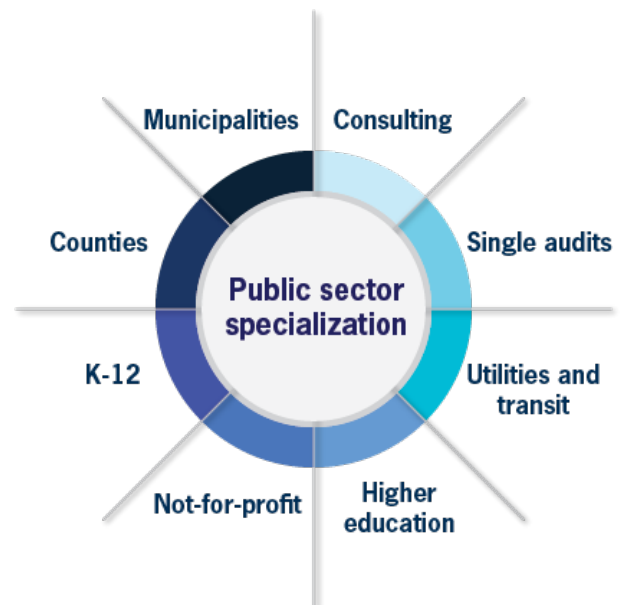 Municipalities
Consulting
Counties
Single audits
Public sector
specialization
K-12
Utilities and
transit
Not-for-profit
Higher
education